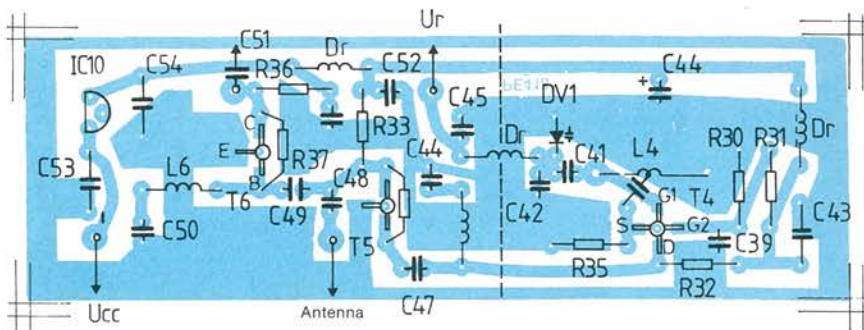 Ur
C51
IC10
C54
R36
Dr
C52
C44
+
DV1
C45
C
E
B
R37
R33
Dr
C41
L4
R30
R31
Dr
C53
L6
T6
C49
C48
C44
C42
G1
T4
S
G2
D
C43
C50
T5
R35
C39
R32
C47
Ucc
Antenna